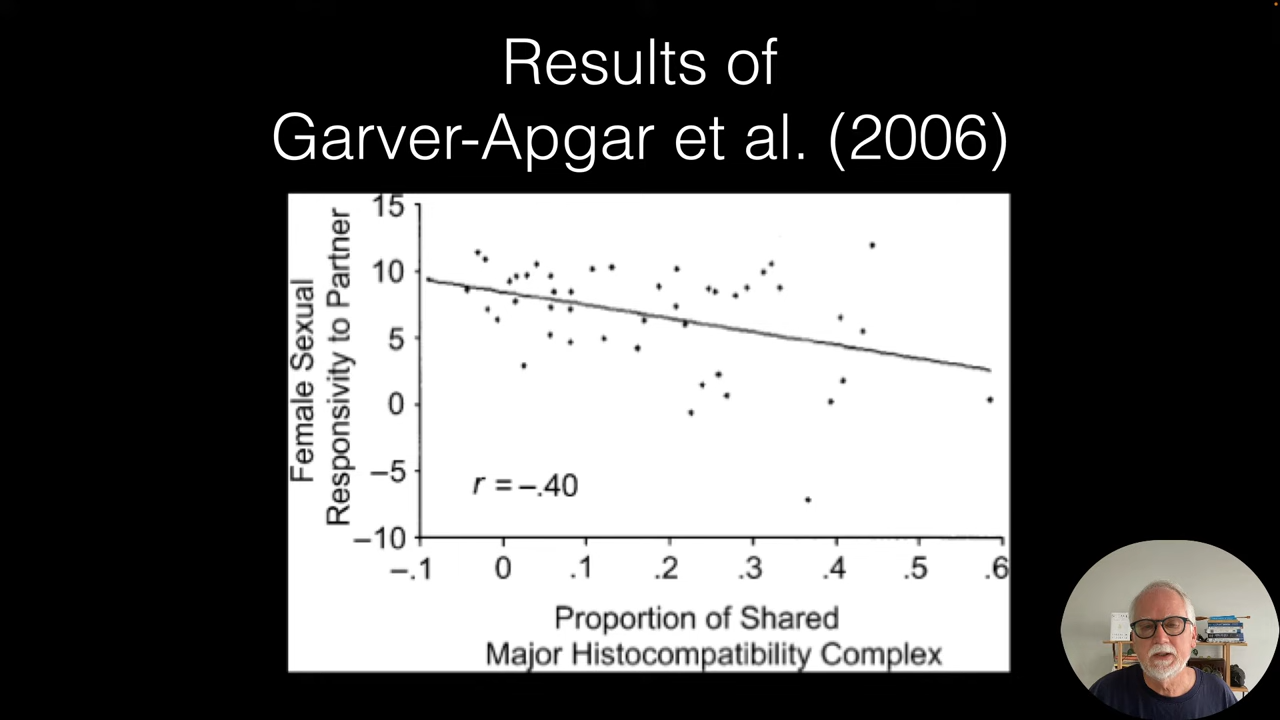 Results of
Garver-Apgar et al. (2006)
Female Sexual
Responsivity to Partner
15
10
5
0
–5
–10
r = –.40
–.1 0 .1 .2 .3 .4 .5 .6
Proportion of Shared
Major Histocompatibility Complex